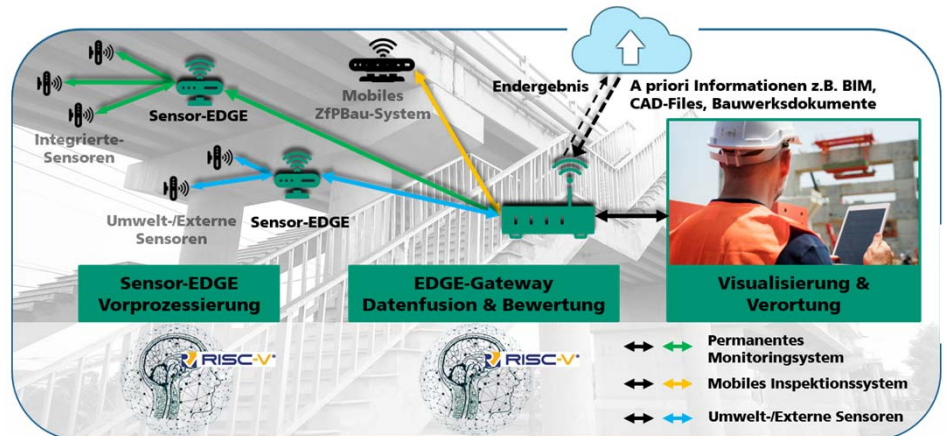 Endergebnis
A priori Informationen z.B. BIM,
CAD-Files, Bauwerksdokumente
Sensor-EDGE
Mobiles
ZfPBau-System
Integrierte-
Sensoren
Umwelt-/Externe
Sensoren
Sensor-EDGE
Sensor-EDGE
Vorprozessierung
EDGE-Gateway
Datenfusion & Bewertung
Visualisierung &
Verortung
RISC-V®
RISC-V®
Permanentes
Monitoringsystem
Mobiles Inspektionssystem
Umwelt-/Externe Sensoren